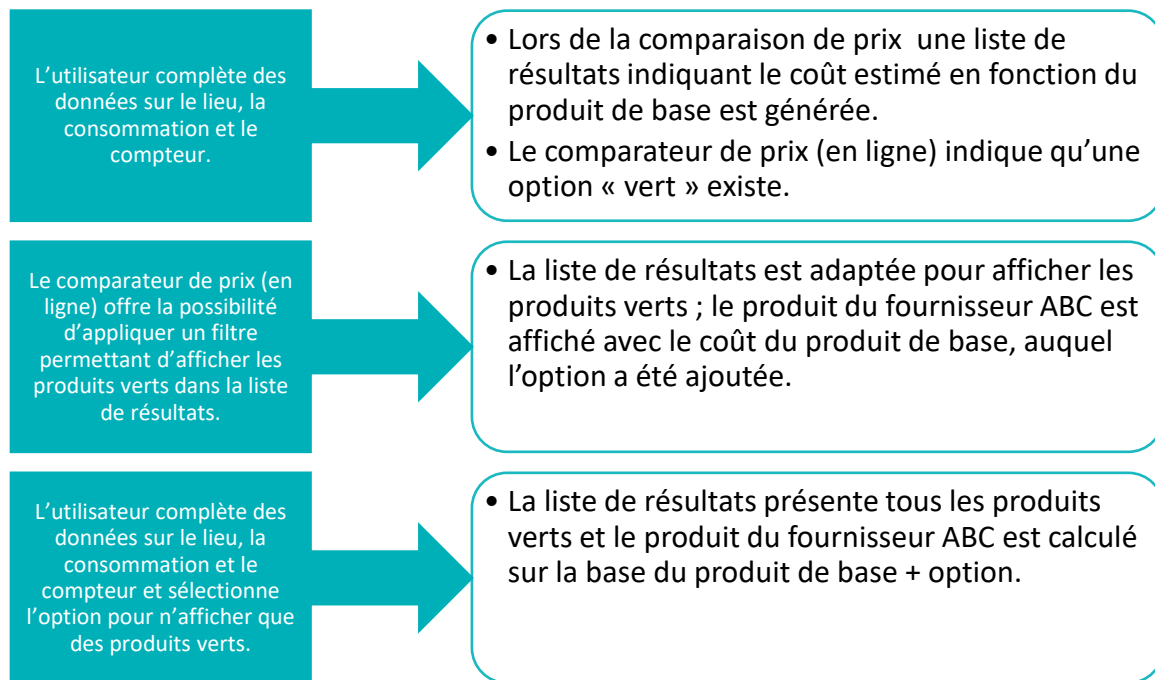 L'utilisateur complète des
données sur le lieu, la
consommation et le
compteur.
• Lors de la comparaison de prix  une liste de
résultats indiquant le coût estimé en fonction du
produit de base est générée.
• Le comparateur de prix (en ligne) indique qu'une
option « vert » existe.
Le comparateur de prix (en
ligne) offre la possibilité
d'appliquer un filtre
permettant d'afficher les
produits verts dans la liste
de résultats.
• La liste de résultats est adaptée pour afficher les
produits verts ; le produit du fournisseur ABC est
affiché avec le coût du produit de base, auquel
l'option a été ajoutée.
L'utilisateur complète des
données sur le lieu, la
consommation et le
compteur et sélectionne
l'option pour n'afficher que
des produits verts.
• La liste de résultats présente tous les produits
verts et le produit du fournisseur ABC est calculé
sur la base du produit de base + option.